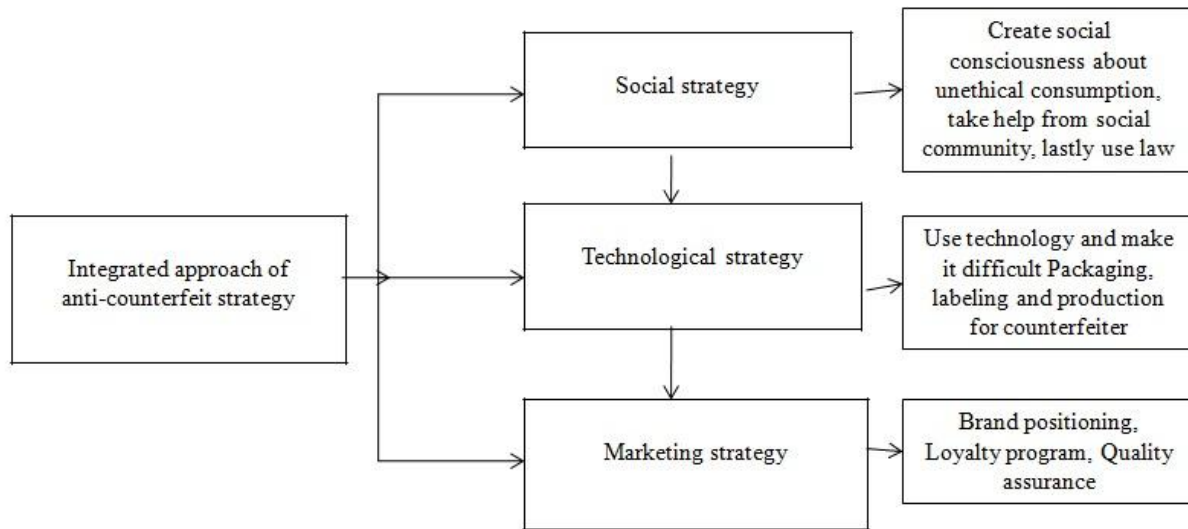 Integrated approach of
anti-counterfeit strategy
Social strategy
Create social
consciousness about
unethical consumption,
take help from social
community, lastly use law
Technological strategy
Use technology and make
it difficult Packaging,
labeling and production
for counterfeiter
Marketing strategy
Brand positioning,
Loyalty program, Quality
assurance